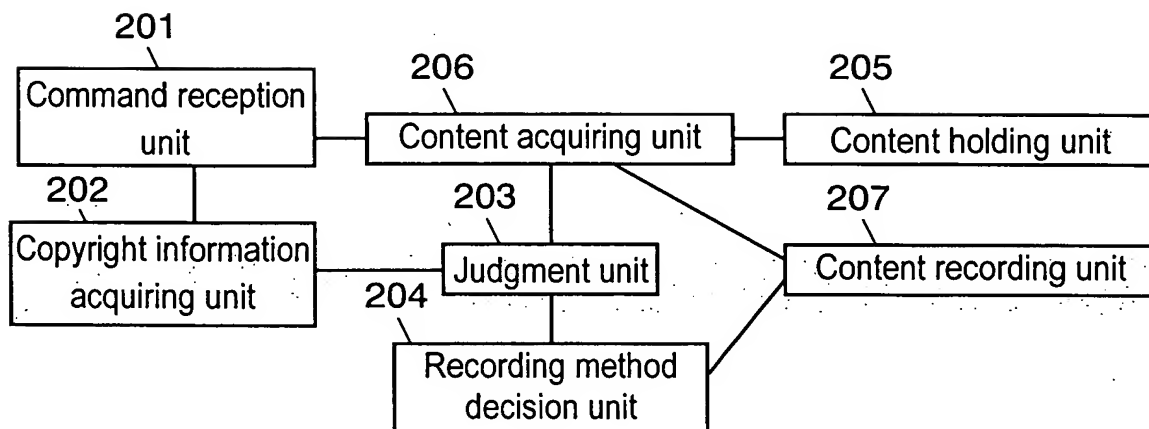 201
Command reception
unit
206
Content acquiring unit
205
Content holding unit
202
Copyright information
acquiring unit
203
Judgment unit
207
Content recording unit
204
Recording method
decision unit